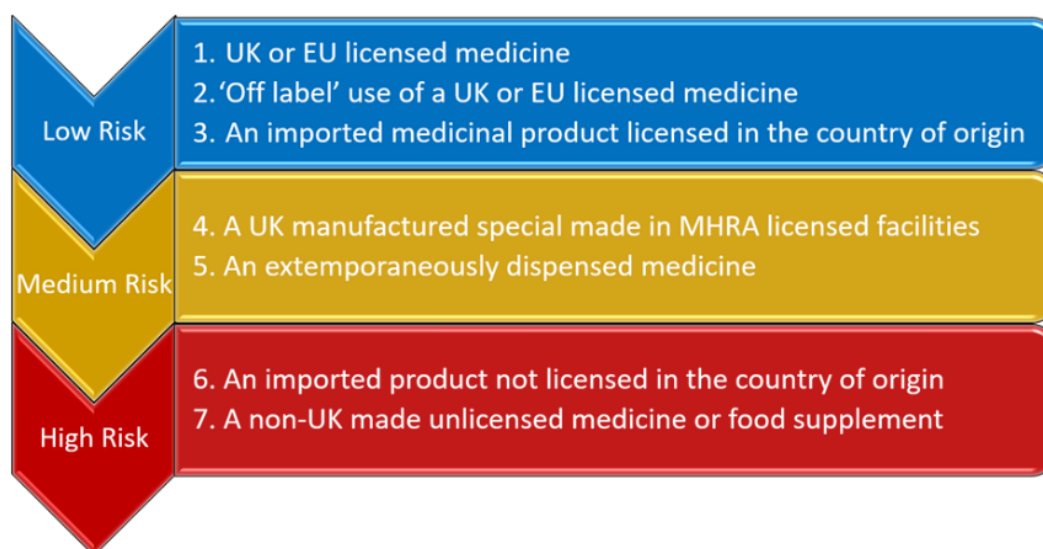 Low Risk
1. UK or EU licensed medicine
2. ‘Off label’ use of a UK or EU licensed medicine
3. An imported medicinal product licensed in the country of origin
Medium Risk
4. A UK manufactured special made in MHRA licensed facilities
5. An extemporaneously dispensed medicine
High Risk
6. An imported product not licensed in the country of origin
7. A non-UK made unlicensed medicine or food supplement